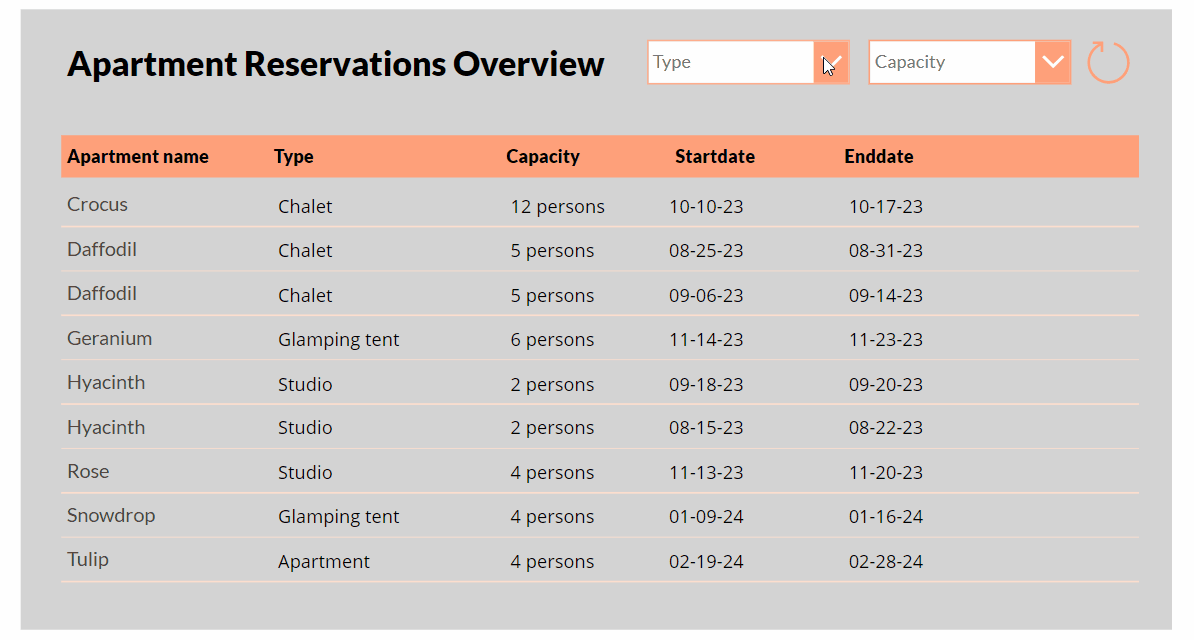 Apartment Reservations Overview Type Capacity
Apartment name Type Capacity Startdate Enddate
Crocus Chalet 12 persons 10-10-23 10-17-23
Daffodil Chalet 5 persons 08-25-23 08-31-23
Daffodil Chalet 5 persons 09-06-23 09-14-23
Geranium Glamping tent 6 persons 11-14-23 11-23-23
Hyacinth Studio 2 persons 09-18-23 09-20-23
Hyacinth Studio 2 persons 08-15-23 08-22-23
Rose Studio 4 persons 11-13-23 11-20-23
Snowdrop Glamping tent 4 persons 01-09-24 01-16-24
Tulip Apartment 4 persons 02-19-24 02-28-24